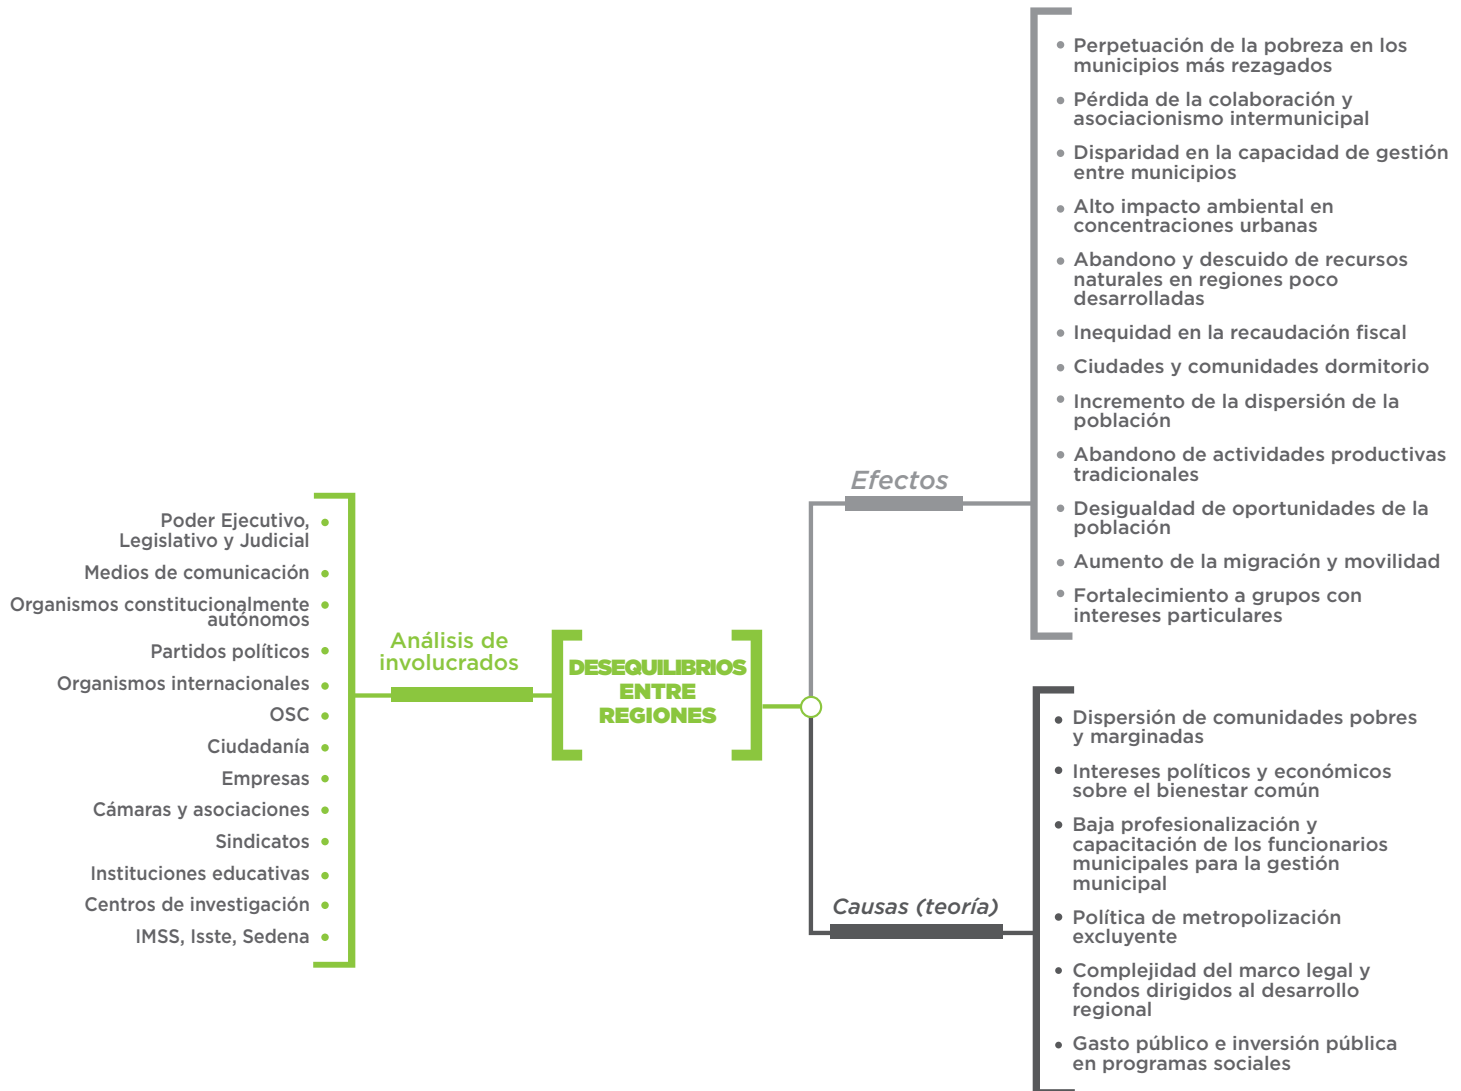 Poder Ejecutivo,
Legislativo y Judicial
Medios de comunicación
Organismos constitucionalmente
autónomos
Partidos políticos
Organismos internacionales
OSC
Ciudadanía
Empresas
Cámaras y asociaciones
Sindicatos
Instituciones educativas
Centros de investigación
IMSS, Isste, Sedena
Análisis de
involucrados
DESEQUILIBRIOS
ENTRE
REGIONES
Efectos
Perpetuación de la pobreza en los
municipios más rezagados
Pérdida de la colaboración y
asociacionismo intermunicipal
Disparidad en la capacidad de gestión
entre municipios
Alto impacto ambiental en
concentraciones urbanas
Abandono y descuido de recursos
naturales en regiones poco
desarrolladas
Inequidad en la recaudación fiscal
Ciudades y comunidades dormitorio
Incremento de la dispersión de la
población
Abandono de actividades productivas
tradicionales
Desigualdad de oportunidades de la
población
Aumento de la migración y movilidad
Fortalecimiento a grupos con
intereses particulares
Causas (teoría)
Dispersión de comunidades pobres
y marginadas
Intereses políticos y económicos
sobre el bienestar común
Baja profesionalización y
capacitación de los funcionarios
municipales para la gestión
municipal
Política de metropolización
excluyente
Complejidad del marco legal y
fondos dirigidos al desarrollo
regional
Gasto público e inversión pública
en programas sociales